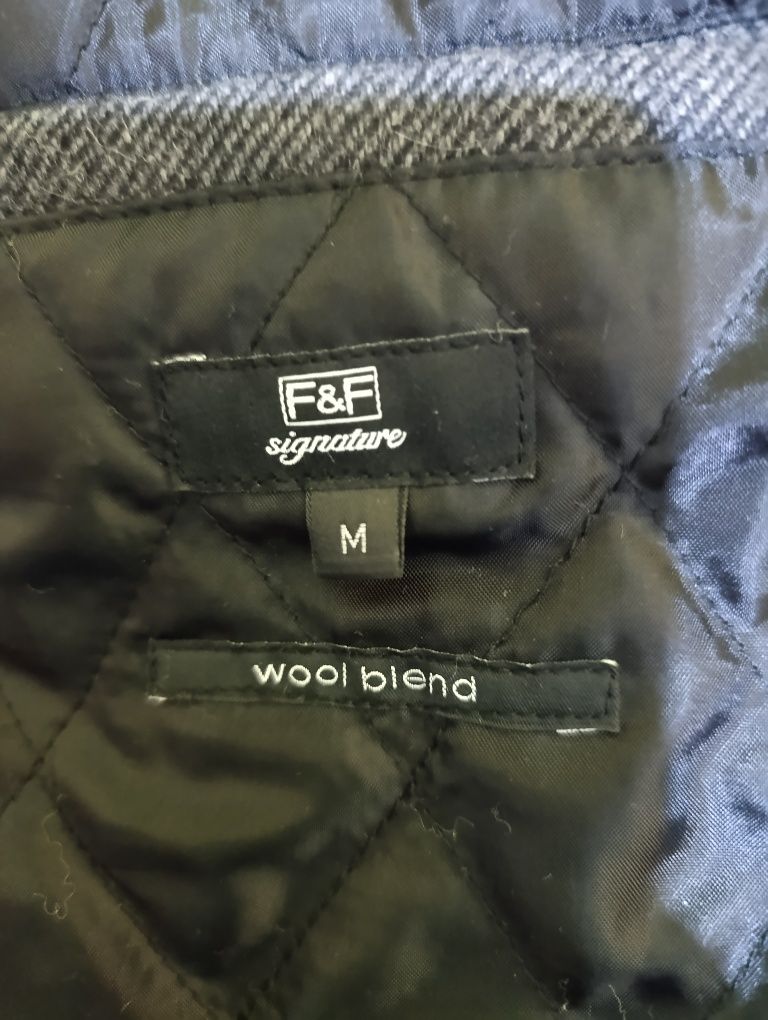 F&F
signature
M
wool blend